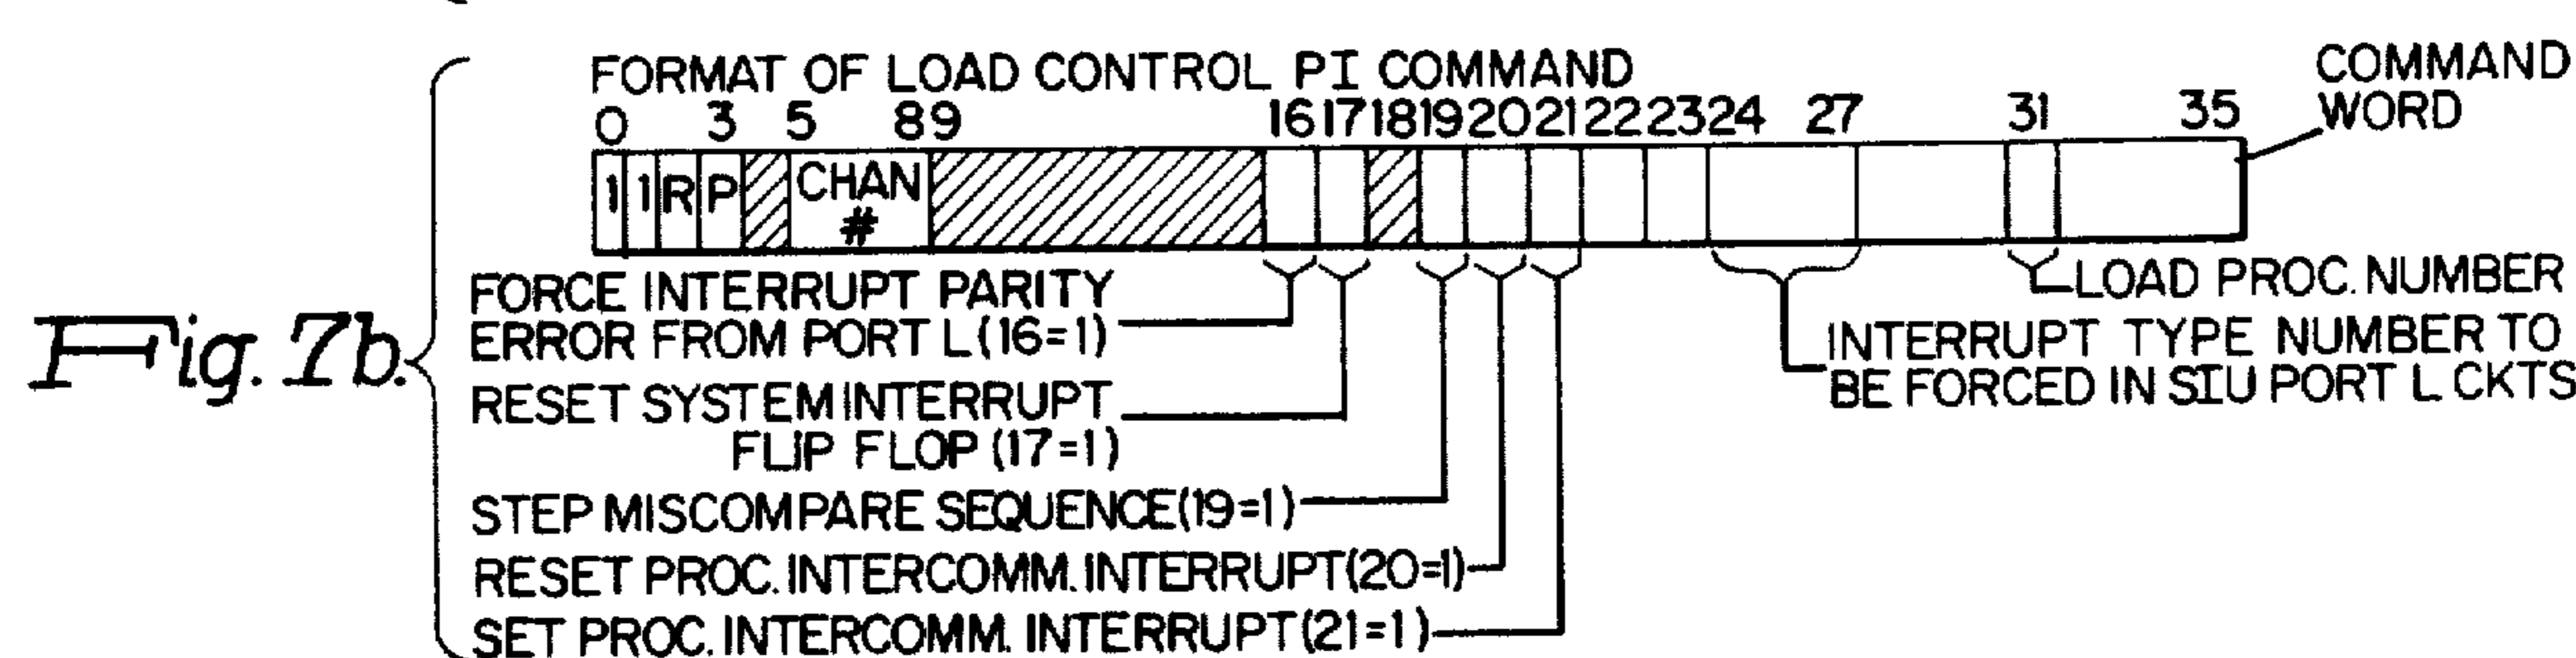 FORMAT OF LOAD CONTROL PI COMMAND
COMMAND
WORD
0 3 5 8 9 16 17 18 19 20 21 22 23 24 27 31 35
1 1 R P CHAN
#
FORCE INTERRUPT PARITY
ERROR FROM PORT L (16=1)
LOAD PROC. NUMBER
INTERRUPT TYPE NUMBER TO
BE FORCED IN SIU PORT L CKTS
Fig. 7b.
RESET SYSTEM INTERRUPT
FLIP FLOP (17=1)
STEP MISCOMPARE SEQUENCE (19=1)
RESET PROC. INTERCOMM. INTERRUPT (20=1)
SET PROC. INTERCOMM. INTERRUPT (21=1)